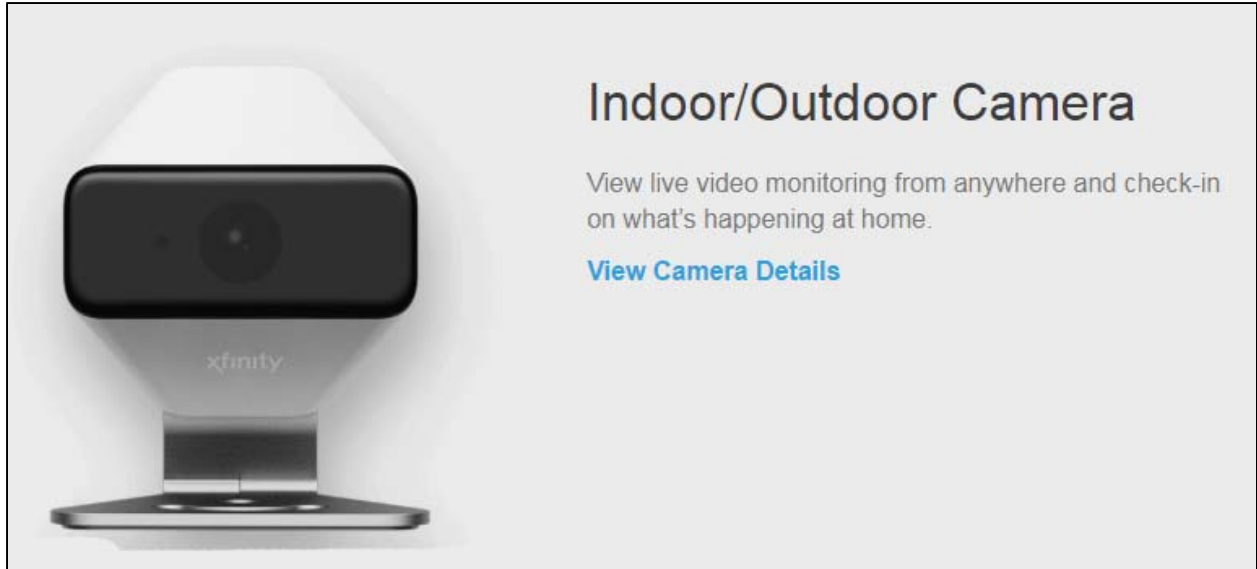 Indoor/Outdoor Camera
View live video monitoring from anywhere and check-in
on what's happening at home.
View Camera Details
xfinity